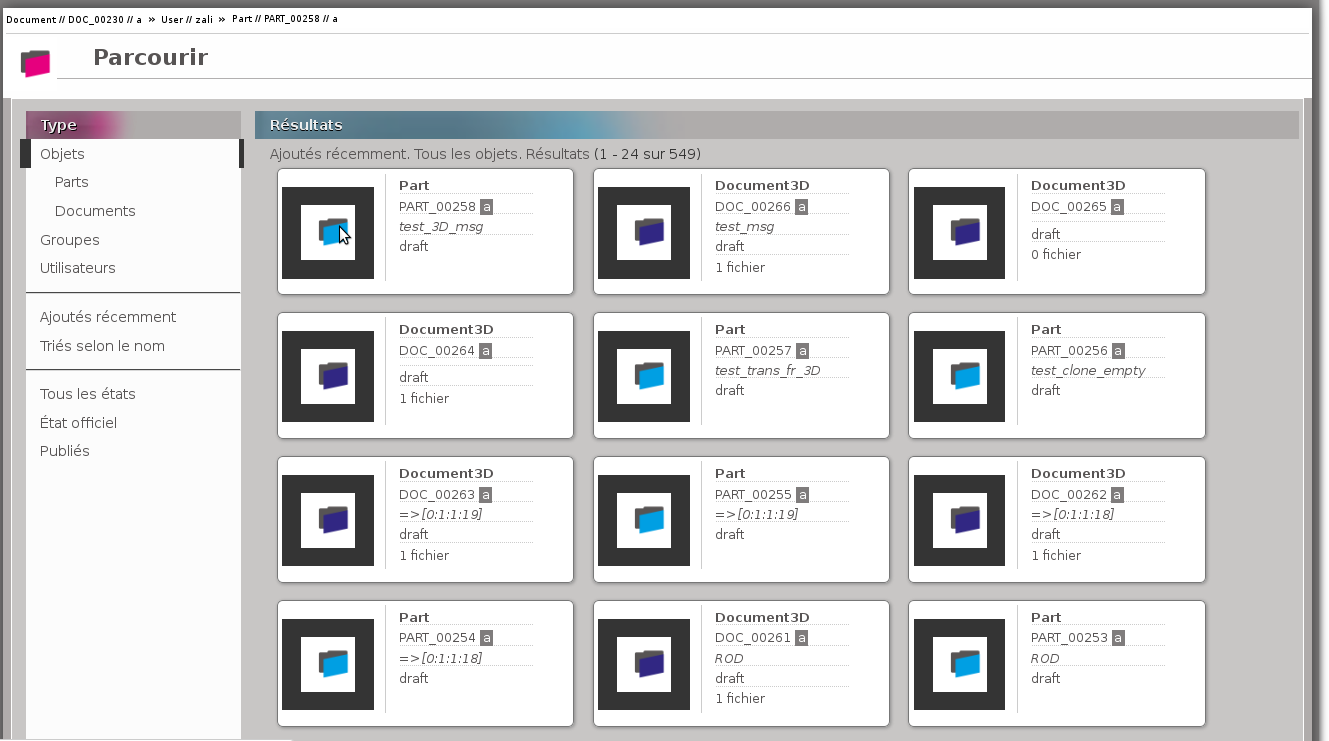 Document // DOC_00230 // a » User // zali » Part // PART_00258 // a
Parcourir
Type
Objets
Parts
Documents
Groupes
Utilisateurs
Ajoutés récemment
Triés selon le nom
Tous les états
État officiel
Publiés
Résultats
Ajoutés récemment. Tous les objets. Résultats (1 - 24 sur 549)
Part
PART_00258 a
test_3D_msg
draft
Document3D
DOC_00266 a
test_msg
draft
1 fichier
Document3D
DOC_00265 a
draft
0 fichier
Document3D
DOC_00264 a
draft
1 fichier
Part
PART_00257 a
test_trans_fr_3D
draft
Part
PART_00256 a
test_clone_empty
draft
Document3D
DOC_00263 a
=>[0:1:1:19]
draft
1 fichier
Part
PART_00255 a
=>[0:1:1:19]
draft
Document3D
DOC_00262 a
=>[0:1:1:18]
draft
1 fichier
Part
PART_00254 a
=>[0:1:1:18]
draft
Document3D
DOC_00261 a
ROD
draft
1 fichier
Part
PART_00253 a
ROD
draft